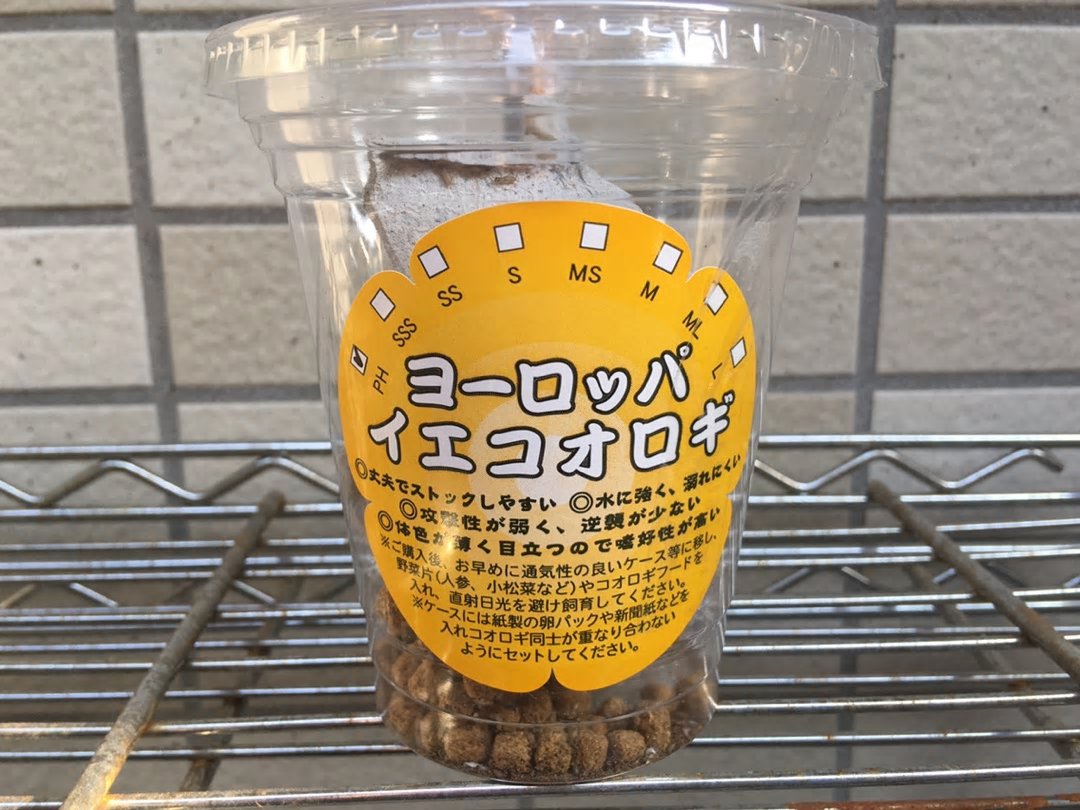 PH SSS SS S MS M ML L
ヨーロッパ
イエコオロギ
◎丈夫でストックしやすい ◎水に強く、溺れにくい
◎攻撃性が弱く、逆襲が少ない
◎体色が薄く目立つので嗜好性が高い
※ご購入後、お早めに通気性の良いケース等に移し、
野菜片(人参、小松菜など)やコオロギフードを
入れ、直射日光を避け飼育してください。
※ケースには紙製の卵パックや新聞紙などを
入れコオロギ同士が重なり合わない
ようにセットしてください。